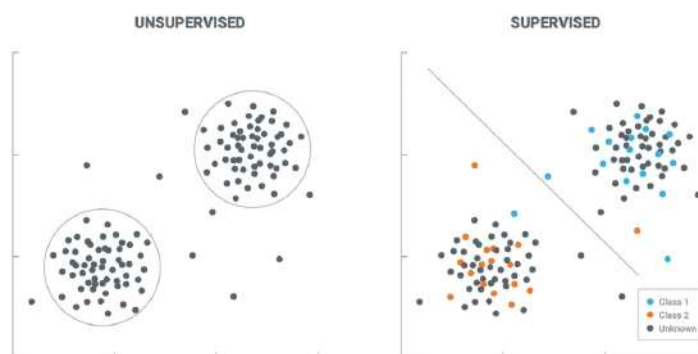 UNSUPERVISED
SUPERVISED
Class 1
Class 2
Unknown